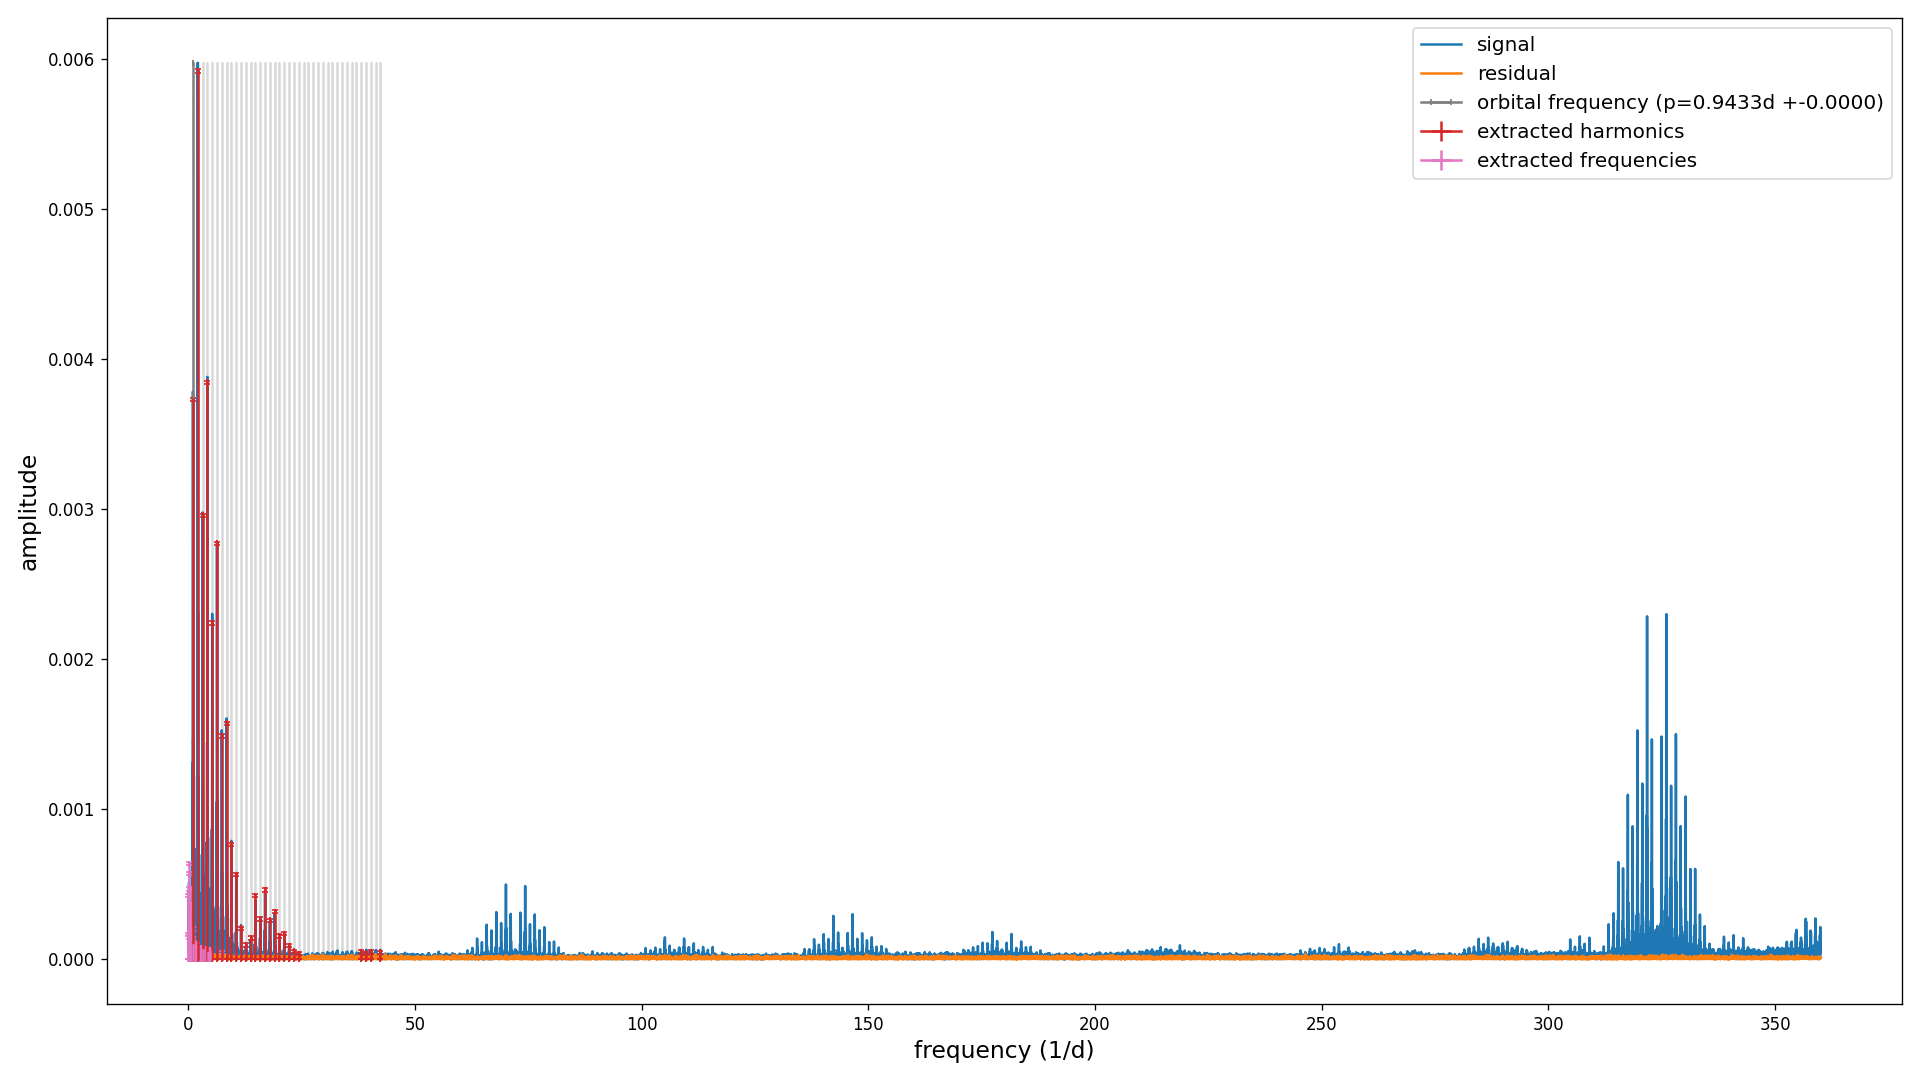 signal
residual
orbital frequency (p=0.9433d +-0.0000)
extracted harmonics
extracted frequencies
0.006
0.005
0.004
0.003
0.002
0.001
0.000
amplitude
0 50 100 150 200 250 300 350
frequency (1/d)